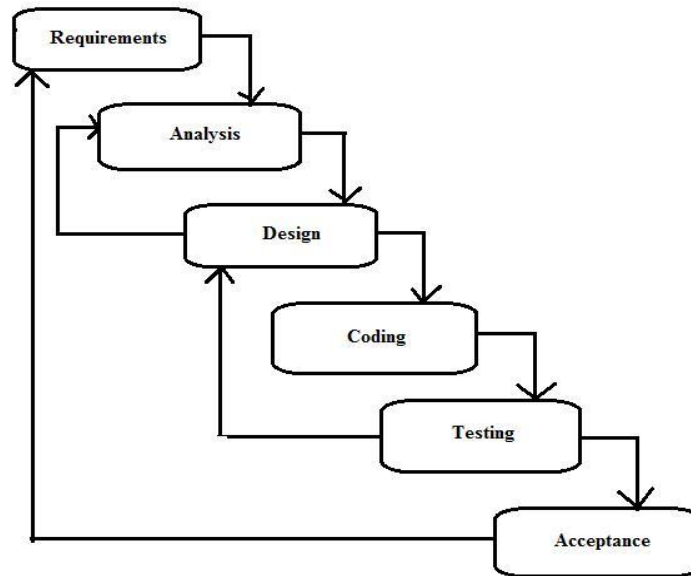 Requirements
Analysis
Design
Coding
Testing
Acceptance